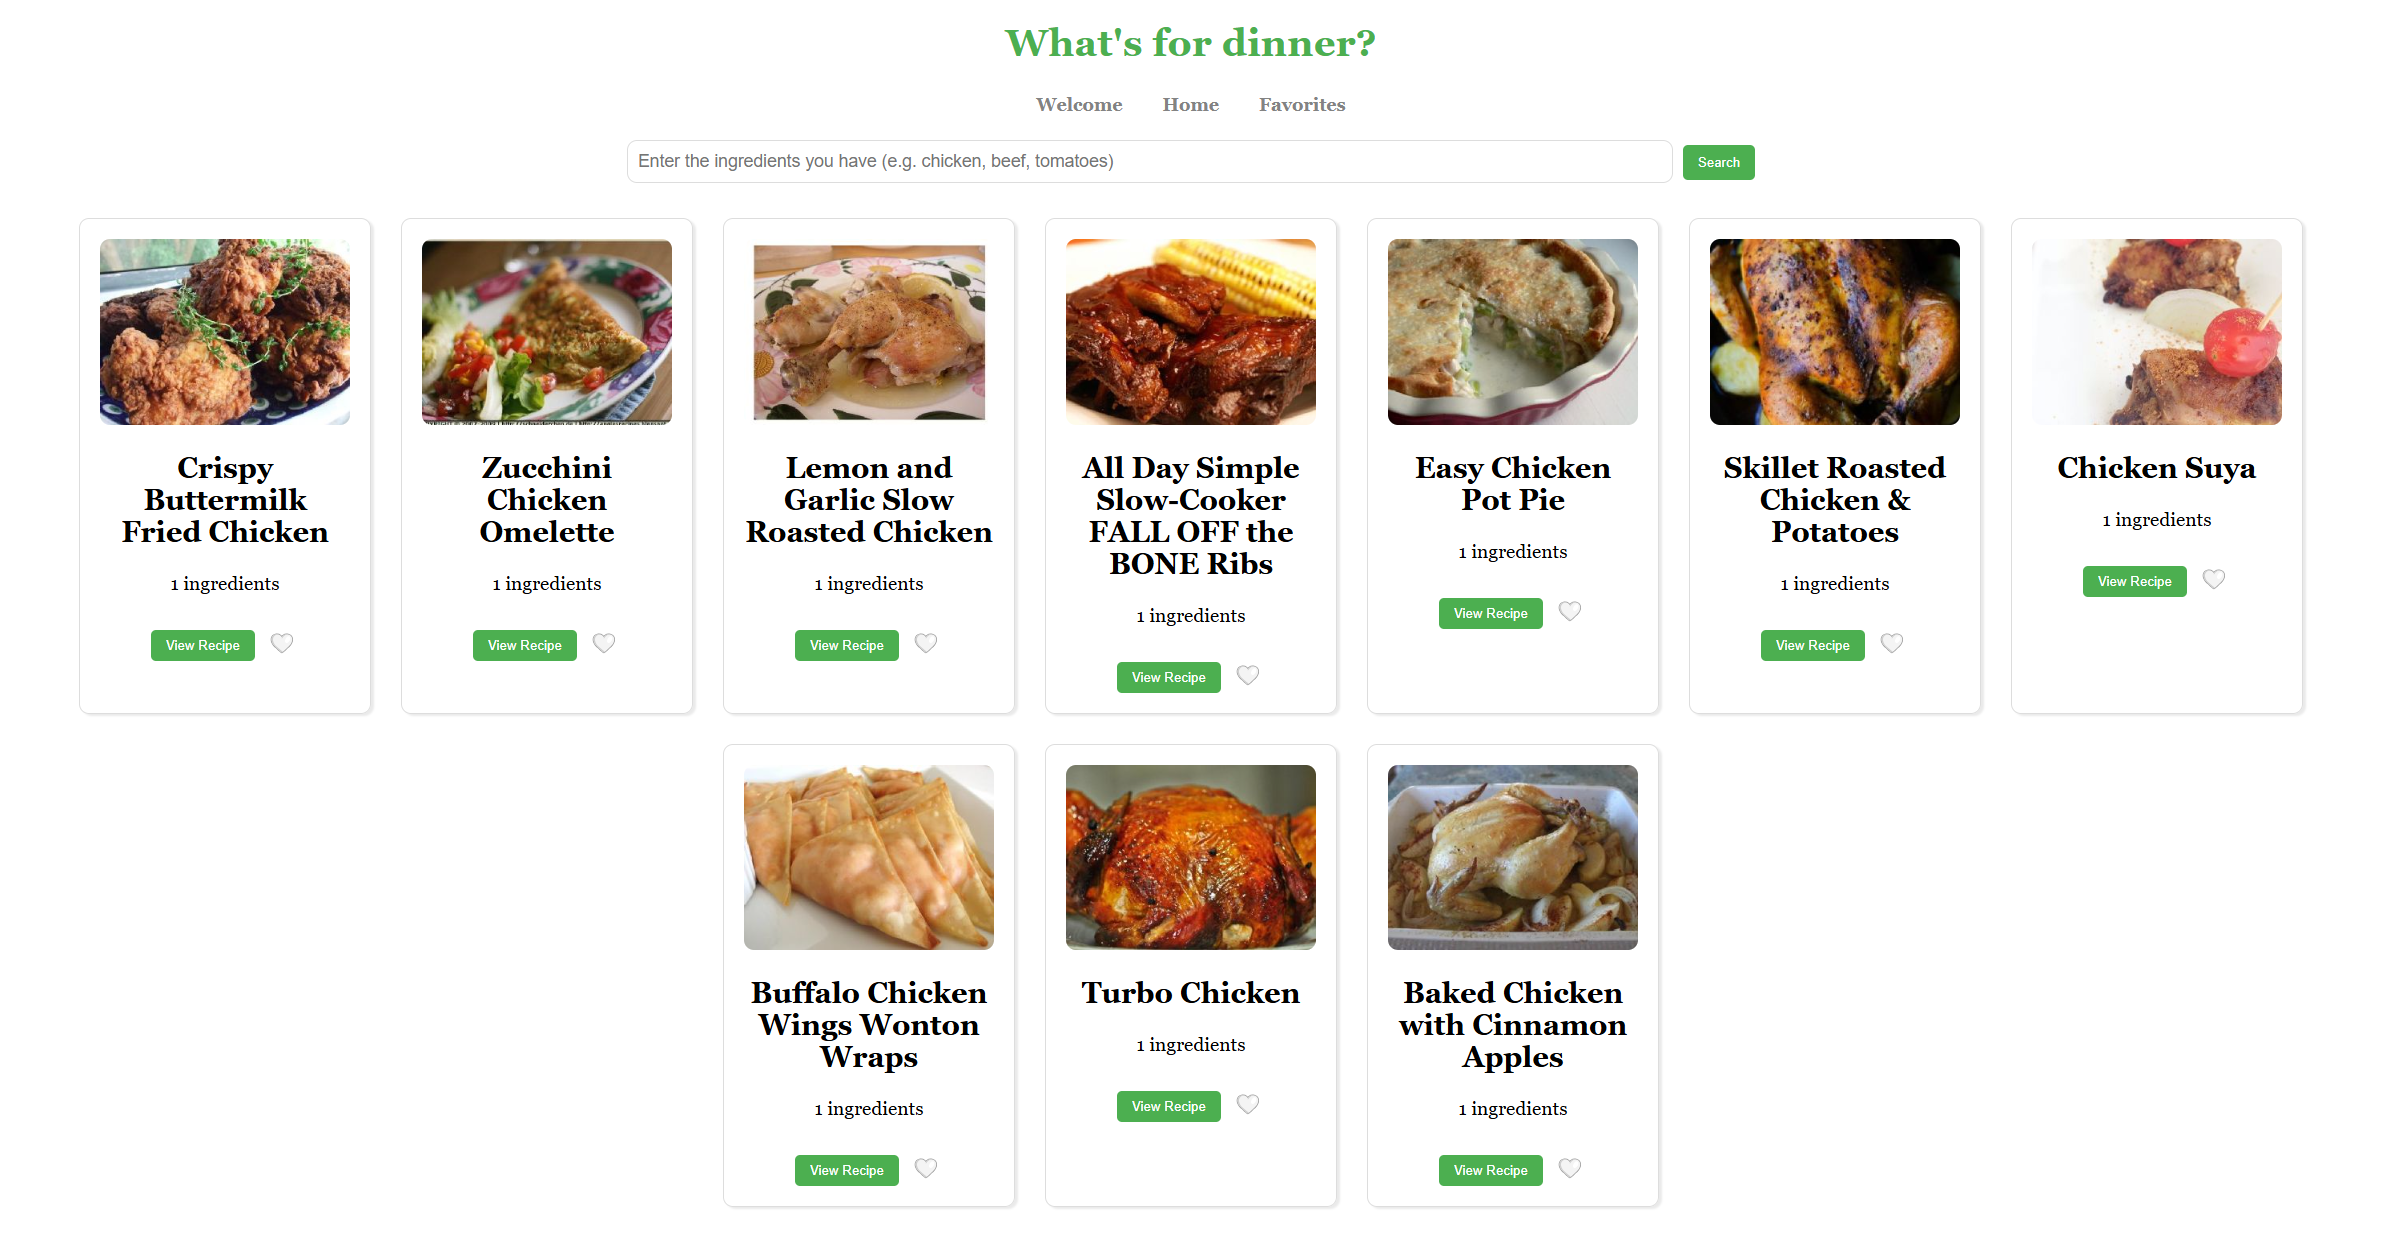 What's for dinner?
Welcome Home Favorites
Enter the ingredients you have (e.g. chicken, beef, tomatoes) Search
Crispy
Buttermilk
Fried Chicken
1 ingredients
View Recipe
Zucchini
Chicken
Omelette
1 ingredients
View Recipe
Lemon and
Garlic Slow
Roasted Chicken
1 ingredients
View Recipe
All Day Simple
Slow-Cooker
FALL OFF the
BONE Ribs
1 ingredients
View Recipe
Easy Chicken
Pot Pie
1 ingredients
View Recipe
Skillet Roasted
Chicken &
Potatoes
1 ingredients
View Recipe
Chicken Suya
1 ingredients
View Recipe
Buffalo Chicken
Wings Wonton
Wraps
1 ingredients
View Recipe
Turbo Chicken
1 ingredients
View Recipe
Baked Chicken
with Cinnamon
Apples
1 ingredients
View Recipe